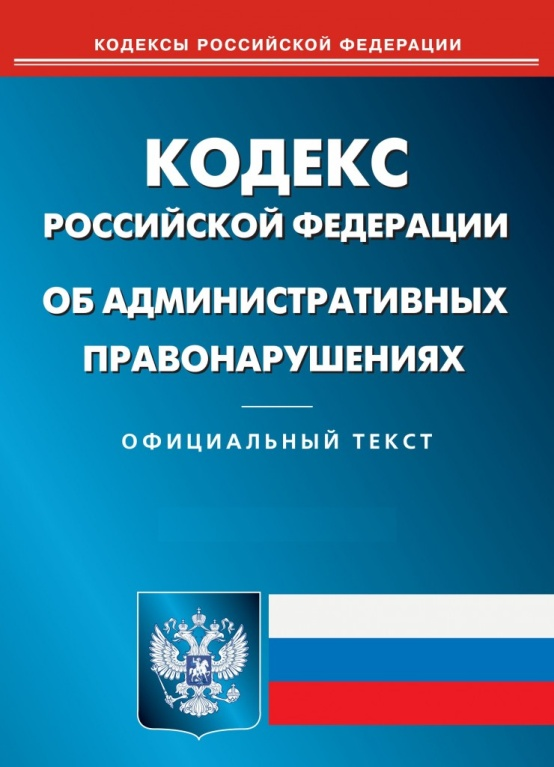 КОДЕКСЫ РОССИЙСКОЙ ФЕДЕРАЦИИ
КОДЕКС
РОССИЙСКОЙ ФЕДЕРАЦИИ
ОБ АДМИНИСТРАТИВНЫХ
ПРАВОНАРУШЕНИЯХ
ОФИЦИАЛЬНЫЙ ТЕКСТ